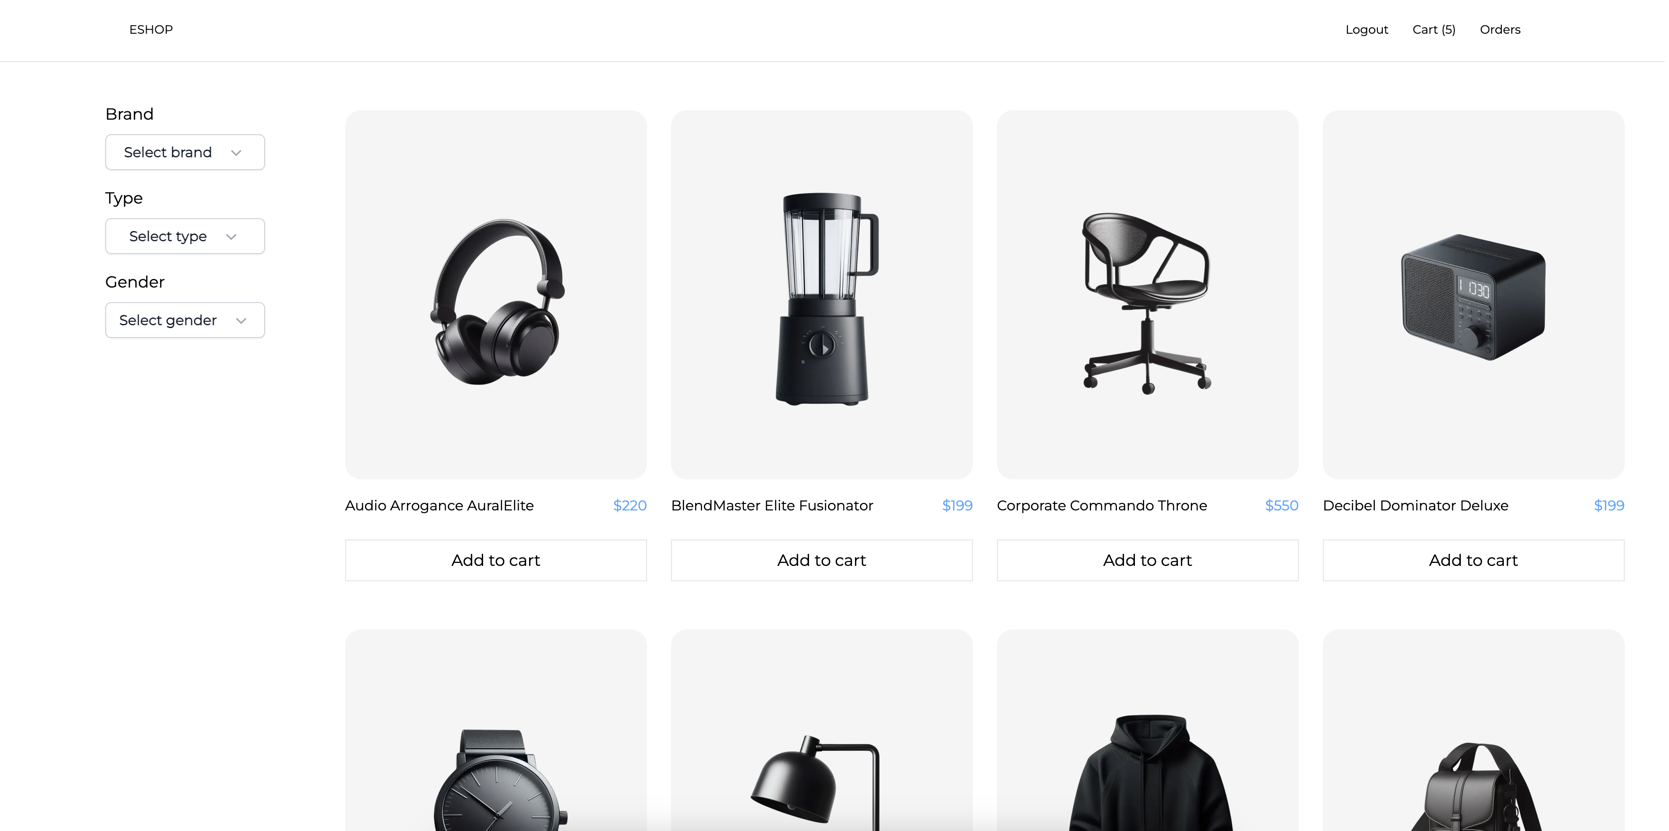 ESHOP
Logout Cart (5) Orders
Brand
Select brand
Type
Select type
Gender
Select gender
1030
Audio Arrogance AuralElite $220
BlendMaster Elite Fusionator $199
Corporate Commando Throne $550
Decibel Dominator Deluxe $199
Add to cart
Add to cart
Add to cart
Add to cart